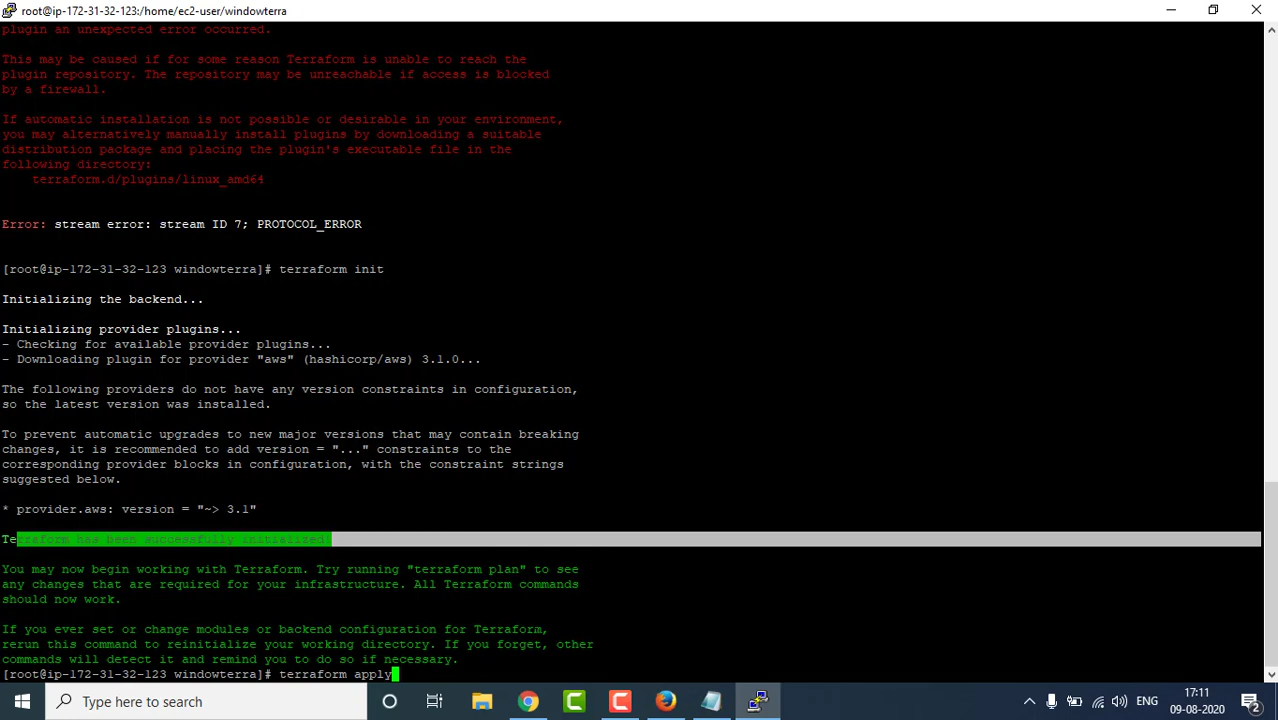 root@ip-172-31-32-123:/home/ec2-user/windowterra
plugin an unexpected error occurred.
This may be caused if for some reason Terraform is unable to reach the
plugin repository. The repository may be unreachable if access is blocked
by a firewall.
If automatic installation is not possible or desirable in your environment,
you may alternatively manually install plugins by downloading a suitable
distribution package and placing the plugin's executable file in the
following directory:
terraform.d/plugins/linux_amd64
Error: stream error: stream ID 7; PROTOCOL_ERROR
[root@ip-172-31-32-123 windowterra]# terraform init
Initializing the backend...
Initializing provider plugins...
- Checking for available provider plugins...
- Downloading plugin for provider "aws" (hashicorp/aws) 3.1.0...
The following providers do not have any version constraints in configuration,
so the latest version was installed.
To prevent automatic upgrades to new major versions that may contain breaking
changes, it is recommended to add version = "..." constraints to the
corresponding provider blocks in configuration, with the constraint strings
suggested below.
* provider.aws: version = "~> 3.1"
Terraform has been successfully initialized!
You may now begin working with Terraform. Try running "terraform plan" to see
any changes that are required for your infrastructure. All Terraform commands
should now work.
If you ever set or change modules or backend configuration for Terraform,
rerun this command to reinitialize your working directory. If you forget, other
commands will detect it and remind you to do so if necessary.
[root@ip-172-31-32-123 windowterra]# terraform apply
Type here to search
ENG
17:11
09-08-2020
2